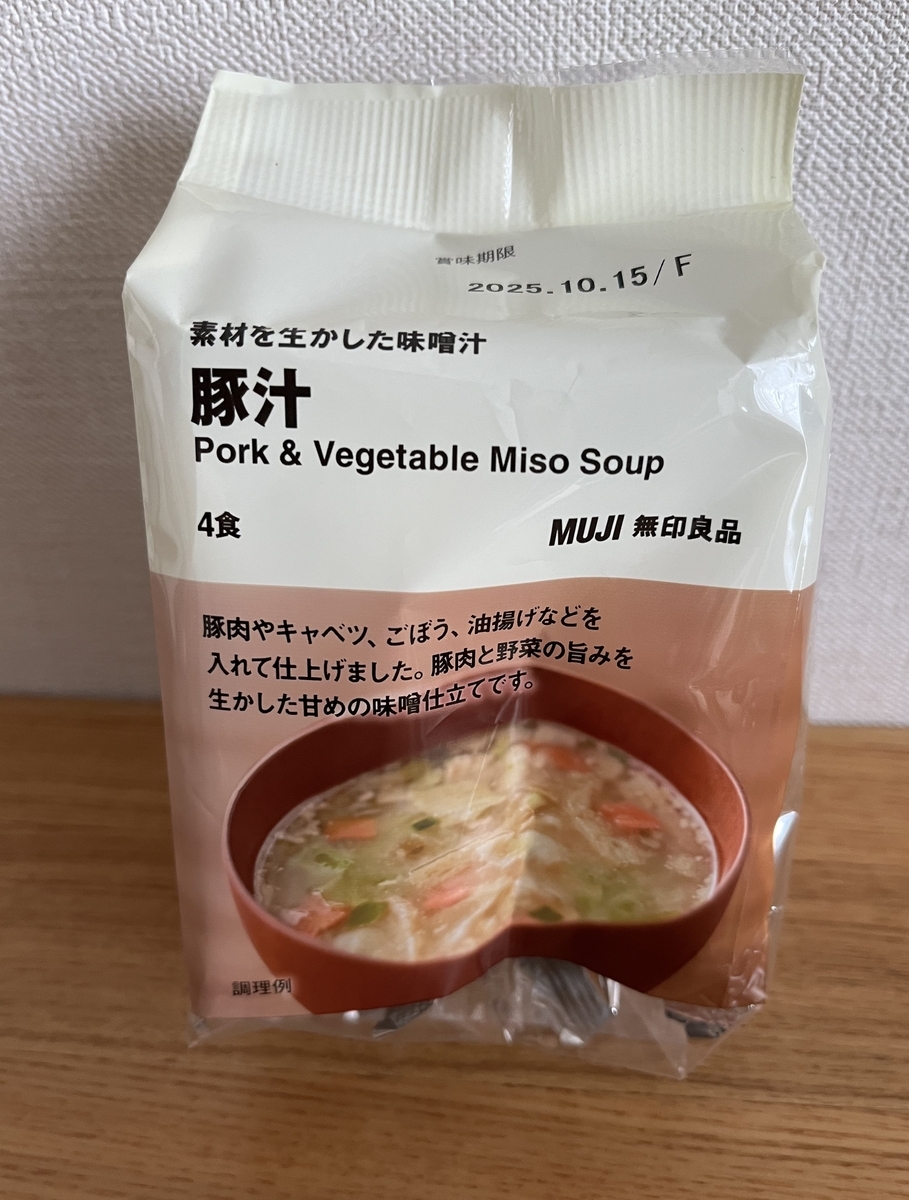 賞味期限
2025.10.15/F
素材を生かした味噌汁
豚汁
Pork & Vegetable Miso Soup
4食
MUJI 無印良品
豚肉やキャベツ、ごぼう、油揚げなどを
入れて仕上げました。豚肉と野菜の旨みを
生かした甘めの味噌仕立てです。
調理例